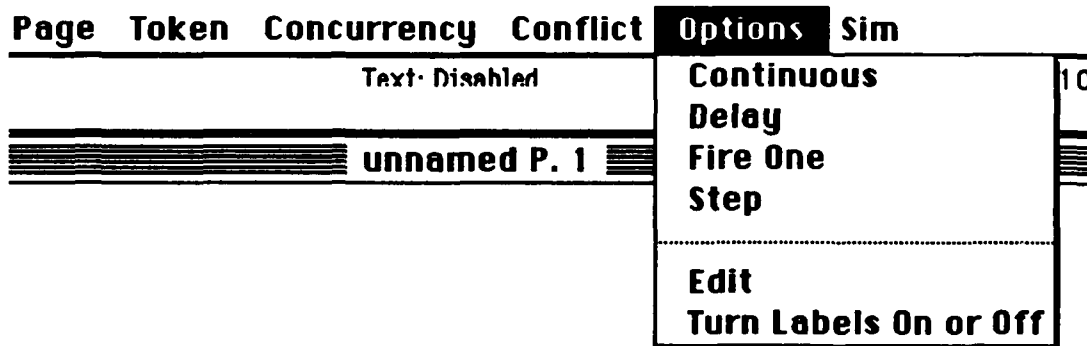 Page Token Concurrency Conflict Options Sim
Text: Disabled
Continuous
Delay
unnamed P. 1
Fire One
Step
Edit
Turn Labels On or Off